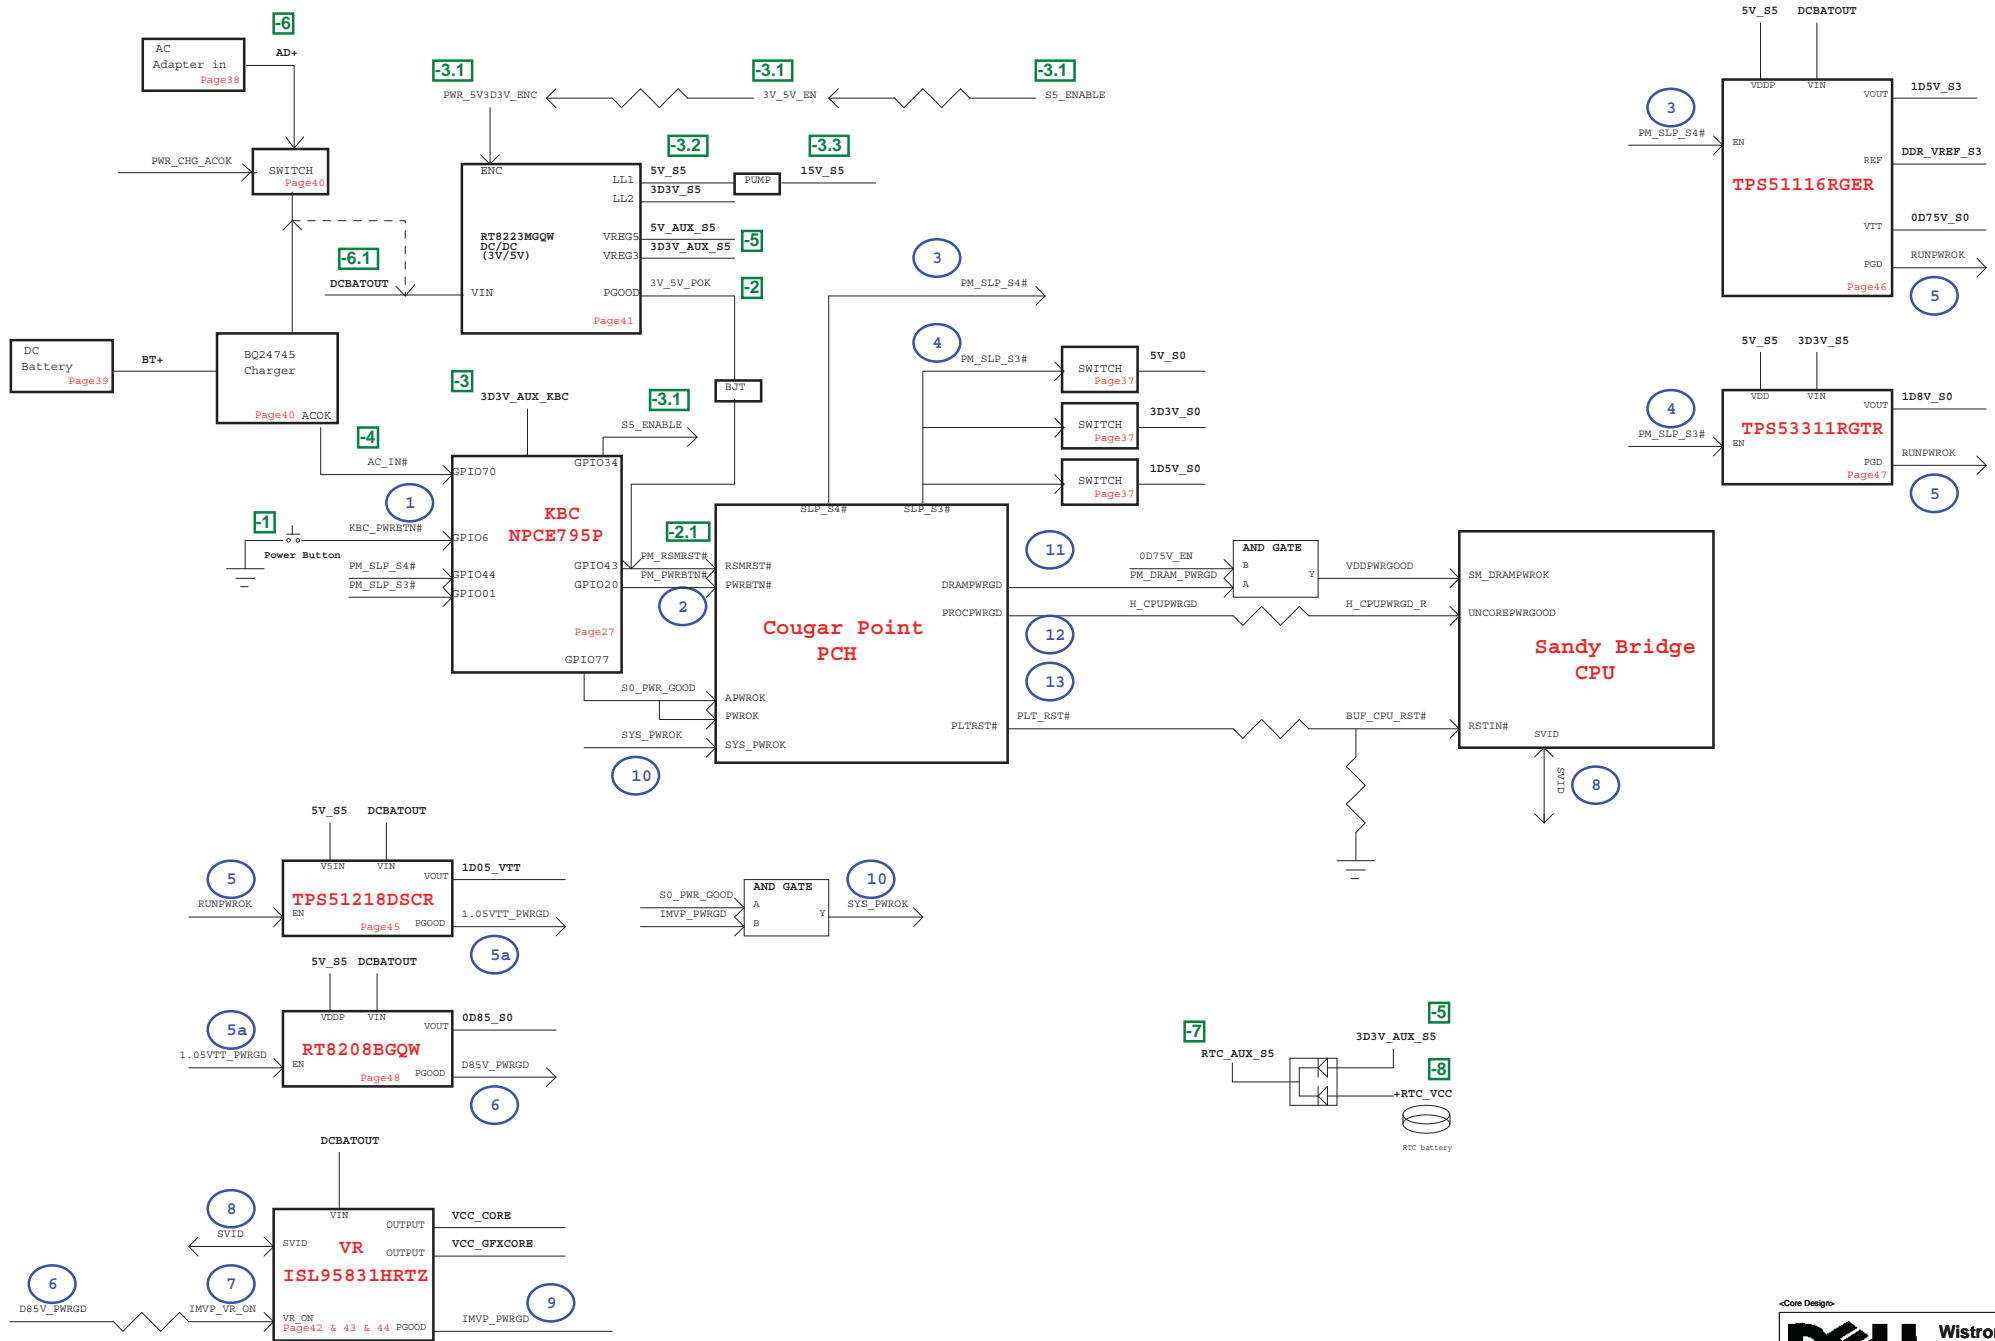 -6
AC
Adapter in
Page38
AD+
PWR_CHG_ACOK
SWITCH
Page40
-6.1
DCBATOUT
DC
Battery
Page39
BT+
BQ24745
Charger
Page40 ACOK
-4
AC_IN#
-3.1
-3.1
-3.1
PWR_5V3D3V_ENC
3V_5V_EN
S5_ENABLE
-3.2
-3.3
ENC
RT8223MGQW
DC/DC
(3V/5V)
VIN
LL1
LL2
VREG5
VREG3
PGOOD
Page41
5V_S5
PUMP
15V_S5
3D3V_S5
5V_AUX_S5
3D3V_AUX_S5
-5
3V_5V_POK
-2
BJT
-3
3D3V_AUX_KBC
-3.1
S5_ENABLE
GPIO70
GPIO34
KBC
NPCE795P
GPIO6
GPIO44
GPIO01
GPIO43
GPIO20
Page27
GPIO77
1
-1
KBC_PWRBTN#
Power Button
PM_SLP_S4#
PM_SLP_S3#
-2.1
PM_RSMRST#
PM_PWRBTN#
2
S0_PWR_GOOD
SYS_PWROK
10
3
PM_SLP_S4#
4
PM_SLP_S3#
SWITCH
Page37
5V_S0
SWITCH
Page37
3D3V_S0
SWITCH
Page37
1D5V_S0
SLP_S4#
SLP_S3#
RSMRST#
PWRBTN#
DRAMPWRGD
PROCPWRGD
Cougar Point
PCH
APWROK
PWROK
SYS_PWROK
PLTRST#
11
12
13
0D75V_EN
PM_DRAM_PWRGD
AND GATE
B
A
Y
VDDPWRGOOD
H_CPUPWRGD
H_CPUPWRGD_R
PLT_RST#
BUF_CPU_RST#
SM_DRAMPWROK
UNCOREPWRGOOD
Sandy Bridge
CPU
RSTIN#
SVID
SVID
8
5V_S5
DCBATOUT
3
PM_SLP_S4#
VDDP
VIN
VOUT
EN
REF
TPS51116RGER
VTT
PGD
Page46
1D5V_S3
DDR_VREF_S3
0D75V_S0
RUNPWROK
5
5V_S5
3D3V_S5
4
PM_SLP_S3#
VDD
VIN
VOUT
TPS53311RGTR
EN
PGD
Page47
1D8V_S0
RUNPWROK
5
5V_S5
DCBATOUT
5
RUNPWROK
V5IN
VIN
VOUT
TPS51218DSCR
EN
Page45
PGOOD
1D05_VTT
1.05VTT_PWRGD
5a
S0_PWR_GOOD
IMVP_PWRGD
AND GATE
A
B
Y
10
SYS_PWROK
5V_S5
DCBATOUT
5a
1.05VTT_PWRGD
VDDP
VIN
VOUT
RT8208BGQW
EN
Page48
PGOOD
0D85_S0
D85V_PWRGD
6
-7
RTC_AUX_S5
-5
3D3V_AUX_S5
-8
+RTC_VCC
RTC battery
DCBATOUT
8
SVID
6
D85V_PWRGD
7
IMVP_VR_ON
VIN
OUTPUT
SVID
VR
OUTPUT
ISL95831HRTZ
VR_ON
Page42 & 43 & 44
PGOOD
VCC_CORE
VCC_GFXCORE
9
IMVP_PWRGD
<Core Design>
DELL